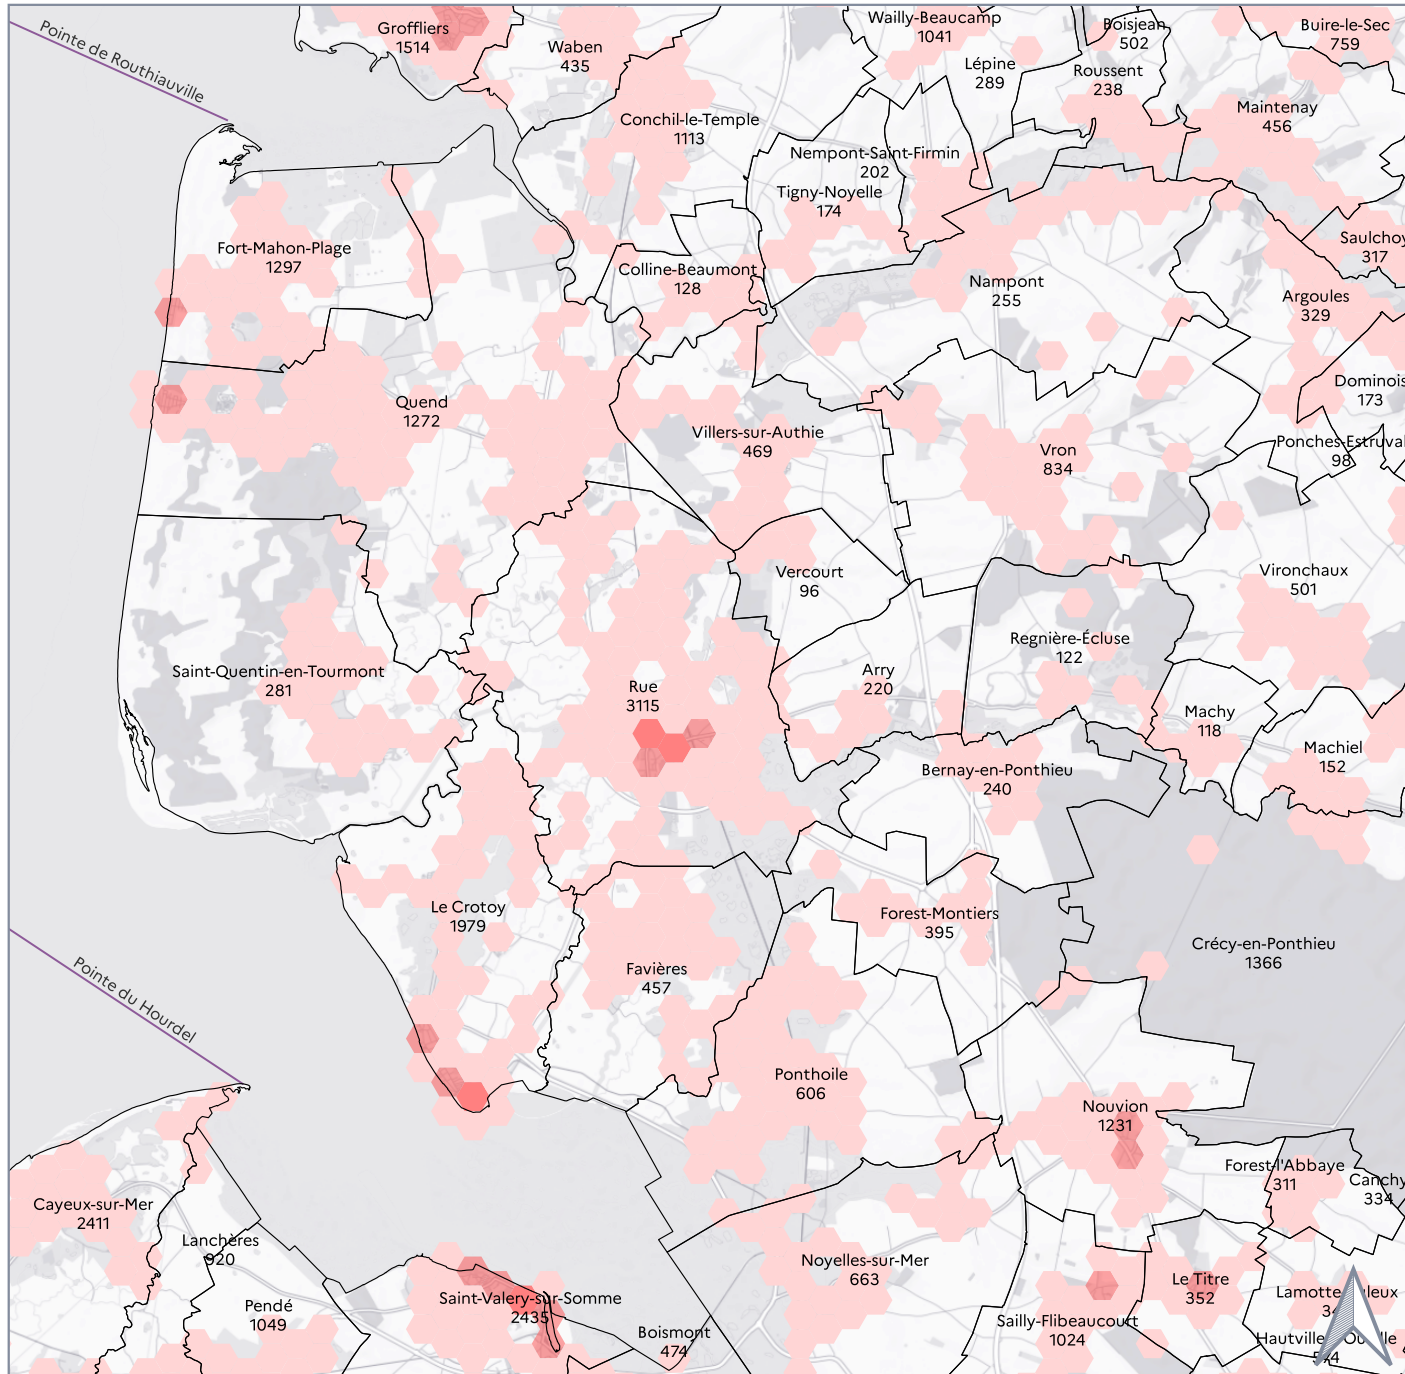 Groffliers
1514
Waben
435
Wailly-Beaucamp
1041
Lépine
289
Boisjean
502
Roussent
238
Buire-le-Sec
759
Maintenay
456
Pointe de Routhiauville
Conchil-le-Temple
1113
Nempont-Saint-Firmin
202
Tigny-Noyelle
174
Saulchoy
317
Fort-Mahon-Plage
1297
Colline-Beaumont
128
Nampont
255
Argoules
329
Dominois
173
Quend
1272
Villers-sur-Authie
469
Vron
834
Ponches-Estruval
98
Vercourt
96
Vironchaux
501
Saint-Quentin-en-Tourmont
281
Rue
3115
Arry
220
Regnière-Écluse
122
Machy
118
Machiel
152
Bernay-en-Ponthieu
240
Le Crotoy
1979
Favières
457
Forest-Montiers
395
Crécy-en-Ponthieu
1366
Pointe du Hourdel
Ponthoile
606
Nouvion
1231
Forest-l'Abbaye
311
Canchy
334
Cayeux-sur-Mer
2411
Lanchères
920
Pendé
1049
Saint-Valery-sur-Somme
2435
Boismont
474
Noyelles-sur-Mer
663
Sailly-Flibeaucourt
1024
Le Titre
352